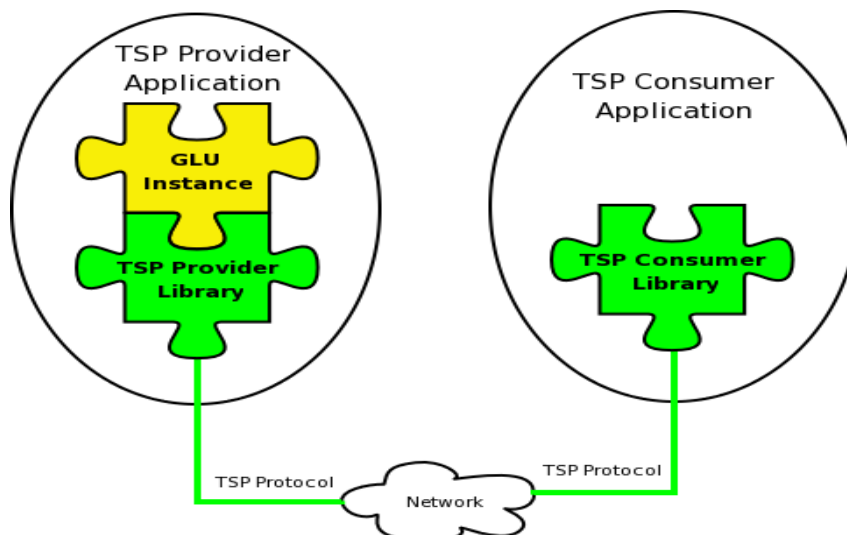 TSP Provider
Application
GLU
Instance
TSP Provider
Library
TSP Consumer
Application
TSP Consumer
Library
TSP Protocol
Network
TSP Protocol